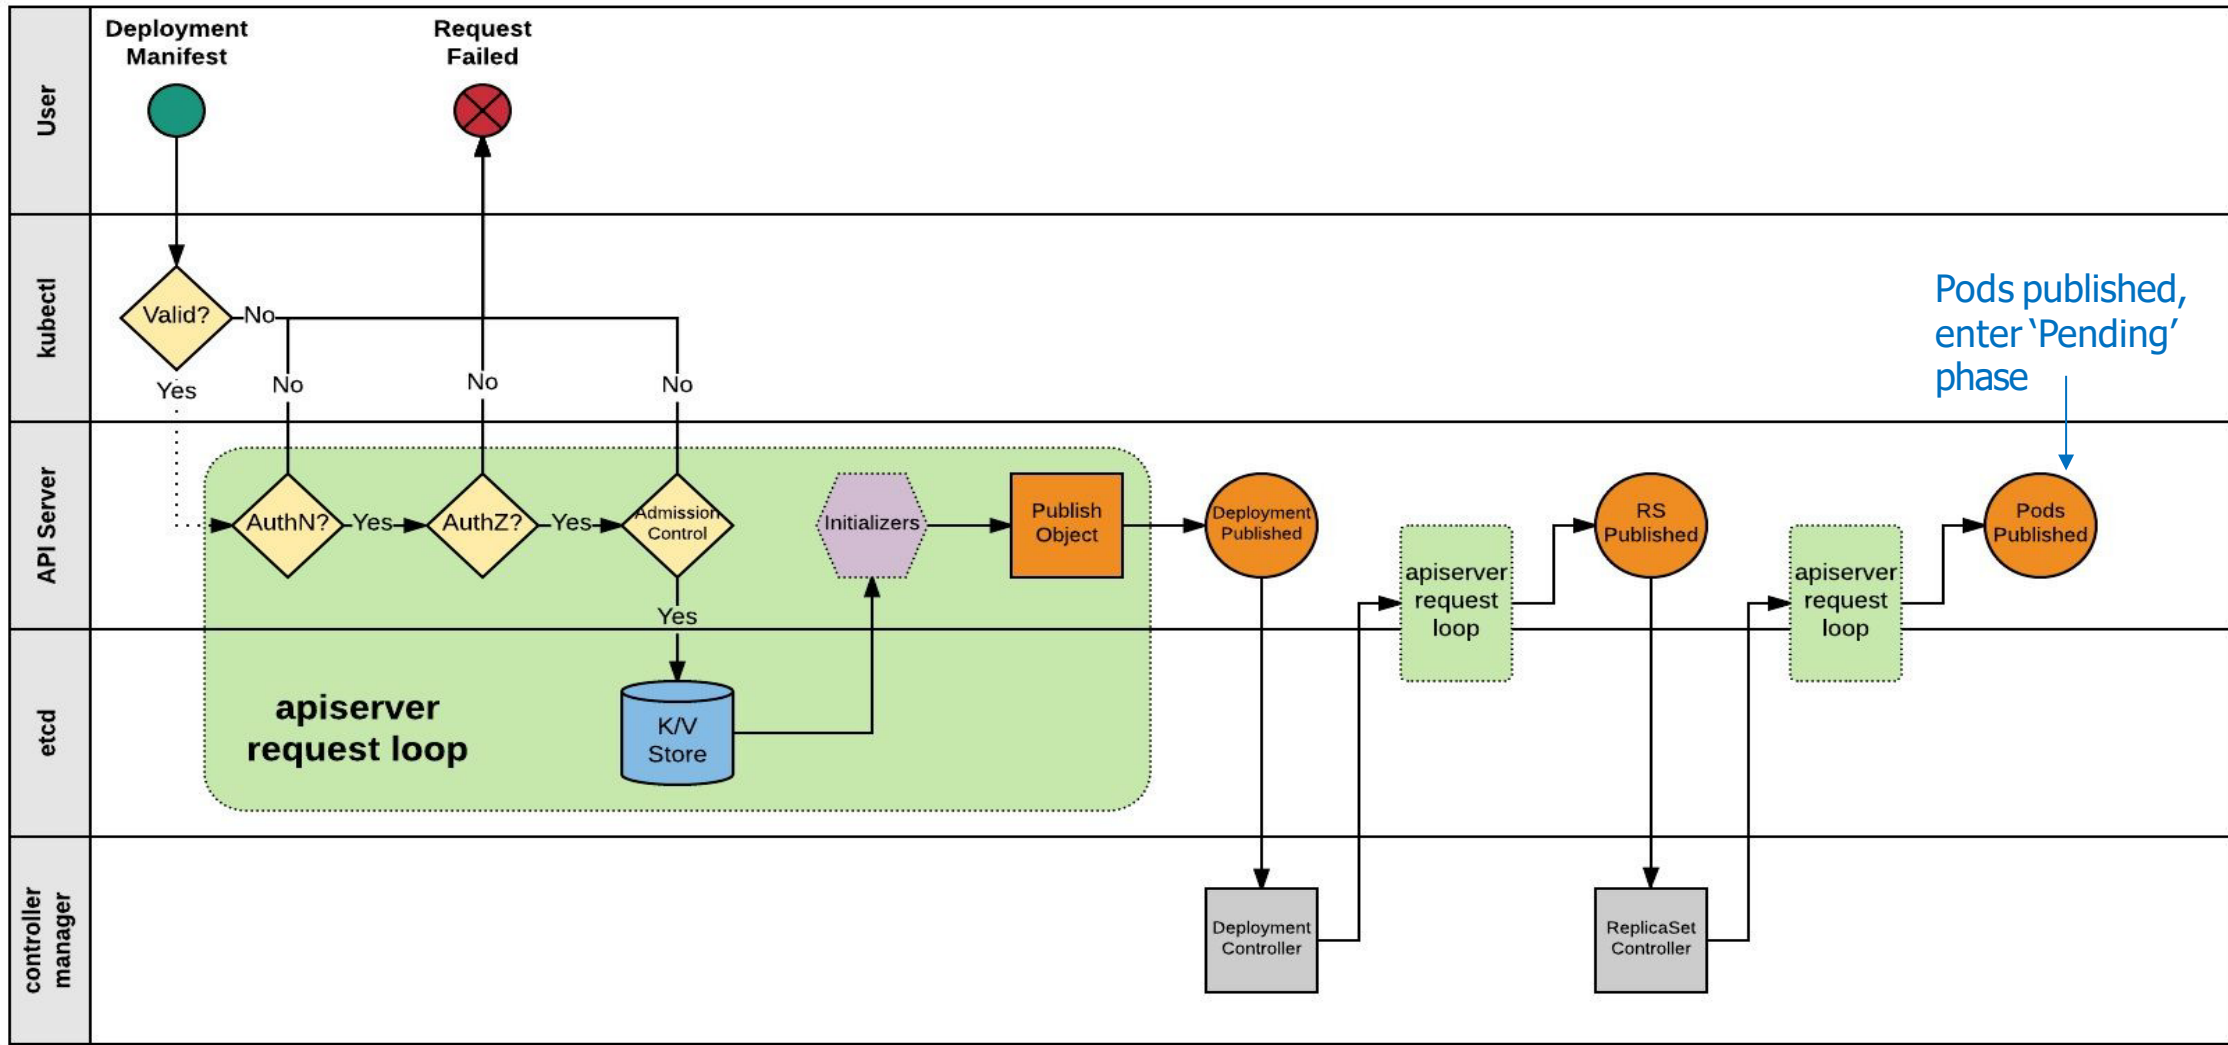 Deployment
Manifest
Request
Failed
User
kubectl
Valid?
No
Yes
No
No
No
Pods published,
enter ‘Pending’
phase
API Server
AuthN?
Yes
AuthZ?
Yes
Admission
Control
Yes
Initializers
Publish
Object
Deployment
Published
apiserver
request
loop
RS
Published
apiserver
request
loop
Pods
Published
etcd
apiserver
request loop
K/V
Store
controller
manager
Deployment
Controller
ReplicaSet
Controller